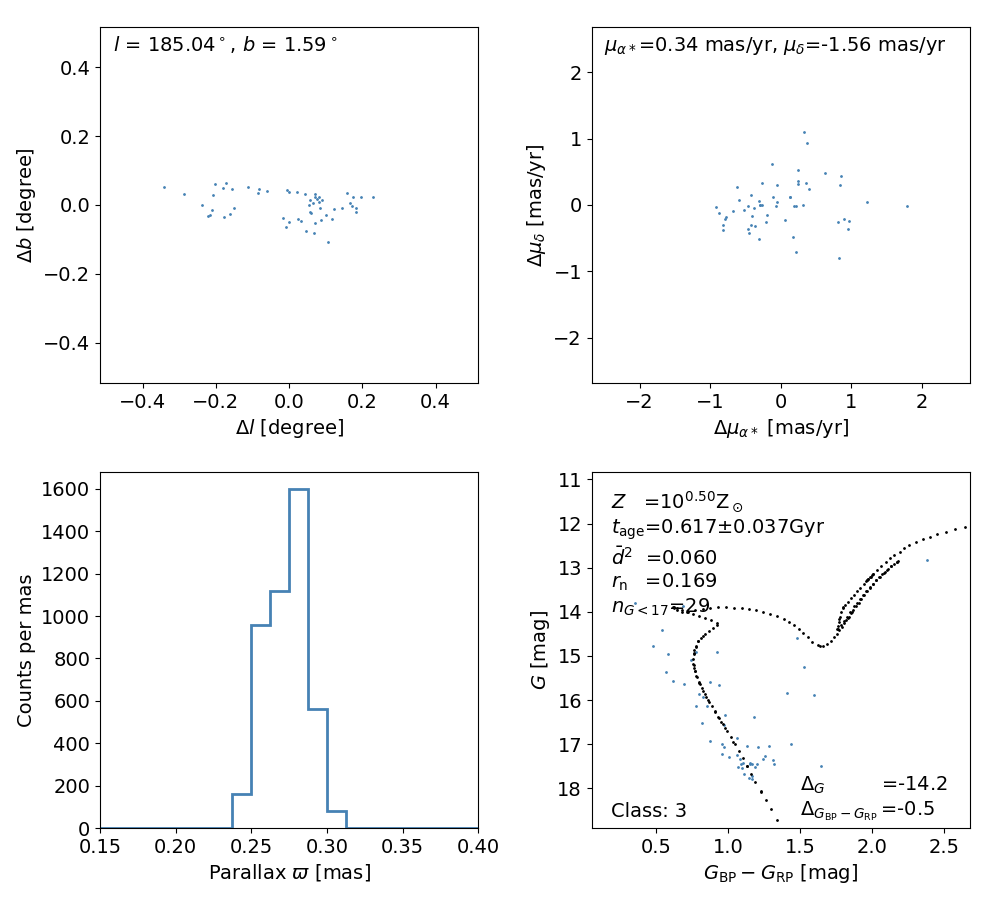 l = 185.04°, b = 1.59°
0.4
0.2
0.0
−0.2
−0.4
Δb [degree]
−0.4 −0.2 0.0 0.2 0.4
Δl [degree]
μα*=0.34 mas/yr, μδ=-1.56 mas/yr
2
1
0
−1
−2
Δμδ [mas/yr]
−2 −1 0 1 2
Δμα* [mas/yr]
1600
1400
1200
1000
800
600
400
200
0
Counts per mas
0.15 0.20 0.25 0.30 0.35 0.40
Parallax ϖ [mas]
Z =10^0.50Z⊙
t_age=0.617±0.037Gyr
d̄² =0.060
r_n =0.169
n_G<17=29
11
12
13
14
15
16
17
18
G [mag]
Δ_G =-14.2
Δ_G_BP−G_RP =-0.5
Class: 3
0.5 1.0 1.5 2.0 2.5
G_BP − G_RP [mag]